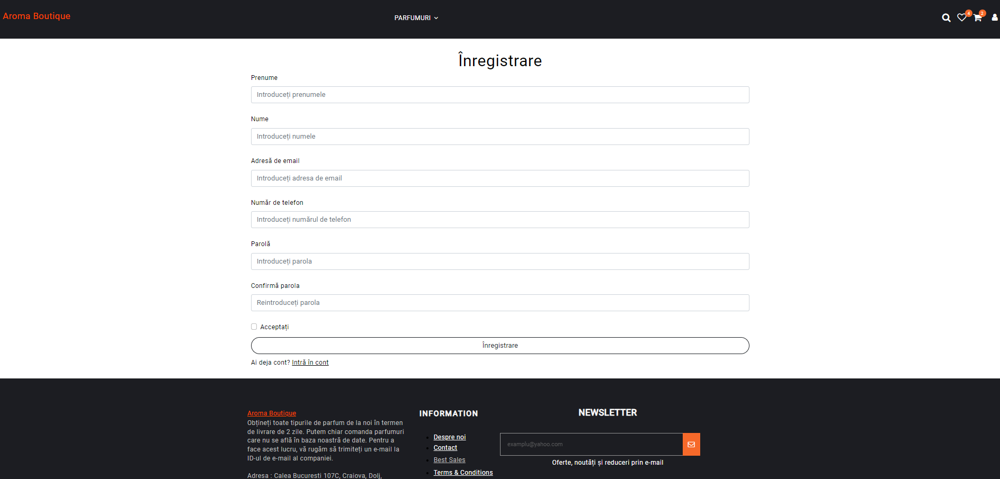 Aroma Boutique
PARFUMURI
4
2
Înregistrare
Prenume
Introduceți prenumele
Nume
Introduceți numele
Adresă de email
Introduceți adresa de email
Număr de telefon
Introduceți numărul de telefon
Parolă
Introduceți parola
Confirmă parola
Reintroduceți parola
Acceptați
Înregistrare
Ai deja cont? Intră în cont
Aroma Boutique
Obțineți toate tipurile de parfum de la noi în termen
de livrare de 2 zile. Putem chiar comanda parfumuri
care nu se află în baza noastră de date. Pentru a
face acest lucru, vă rugăm să trimiteți un e-mail la
ID-ul de e-mail al companiei.
Adresa : Calea Bucuresti 107C, Craiova, Dolj,
INFORMATION
Despre noi
Contact
Best Sales
Terms & Conditions
NEWSLETTER
examplu@yahoo.com
Oferte, noutăți și reduceri prin e-mail